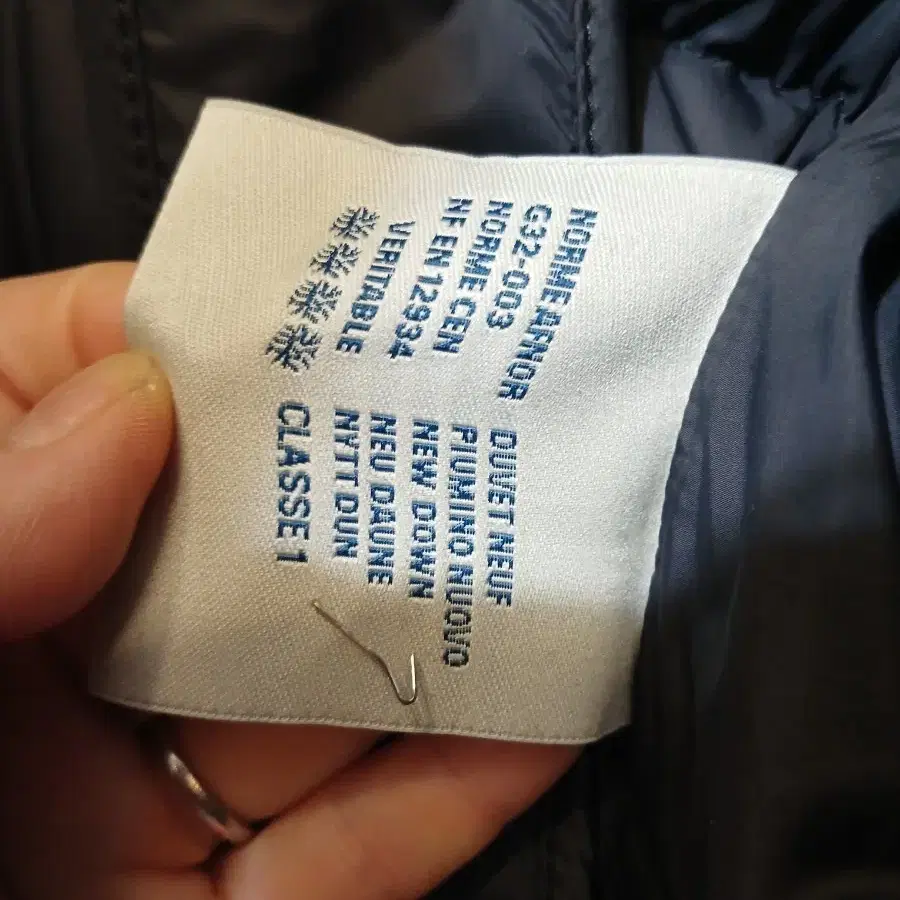 NORME AFNOR
G32-003
NORME CEN
NF EN 12934
VERITABLE
DUVET NEUF
PIUMINO NUOVO
NEW DOWN
NEU DAUNE
NYTT DUN
CLASSE 1